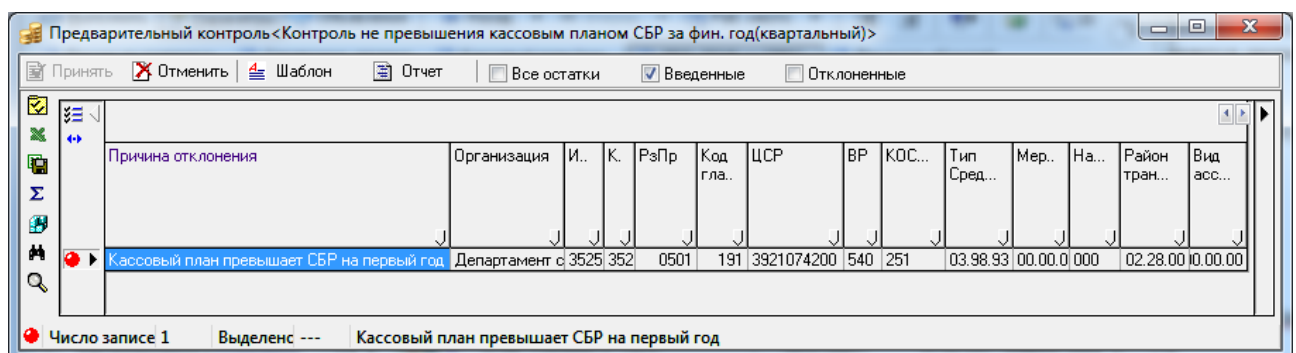 Предварительный контроль<Контроль не превышения кассовым планом СБР за фин. год(квартальный)>
Принять Отменить Шаблон Отчет Все остатки Введенные Отклоненные
Причина отклонения Организация И.. К. РзПр Код гла.. ЦСР ВР КОС... Тип Сред... Мер... На... Район тран... Вид асс...
Кассовый план превышает СБР на первый год Департамент с 3525 352 0501 191 3921074200 540 251 03.98.93 00.00.0 000 02.28.00 0.00.00
Число записе 1 Выделенс --- Кассовый план превышает СБР на первый год